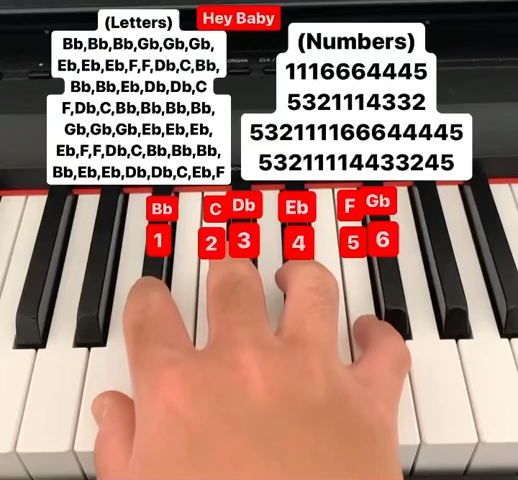 Hey Baby
(Letters)
Bb,Bb,Bb,Gb,Gb,Gb,
Eb,Eb,Eb,F,F,Db,C,Bb,
Bb,Bb,Eb,Db,Db,C
F,Db,C,Bb,Bb,Bb,Bb,
Gb,Gb,Gb,Eb,Eb,Eb,
Eb,F,F,Db,C,Bb,Bb,Bb,
Bb,Eb,Eb,Db,Db,C,Eb,F
(Numbers)
1116664445
5321114332
532111166644445
53211114433245
Bb C Db Eb F Gb
1 2 3 4 5 6